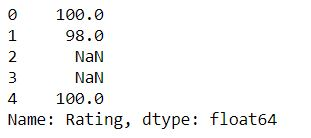 0    100.0
1     98.0
2      NaN
3      NaN
4    100.0
Name: Rating, dtype: float64